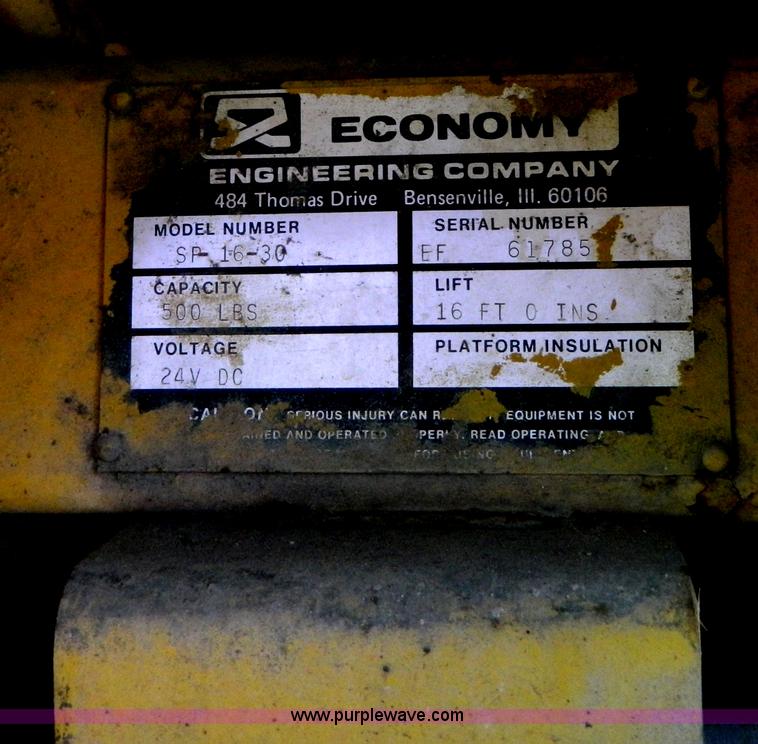 ECONOMY
ENGINEERING COMPANY
484 Thomas Drive Bensenville, Ill. 60106
MODEL NUMBER
SP-16-30
SERIAL NUMBER
EF 61785
CAPACITY
500 LBS
LIFT
16 FT 0 INS.
VOLTAGE
24V DC
PLATFORM INSULATION
SERIOUS INJURY CAN EQUIPMENT IS NOT
AND OPERATED READ OPERATING
FOR USING
www.purplewave.com